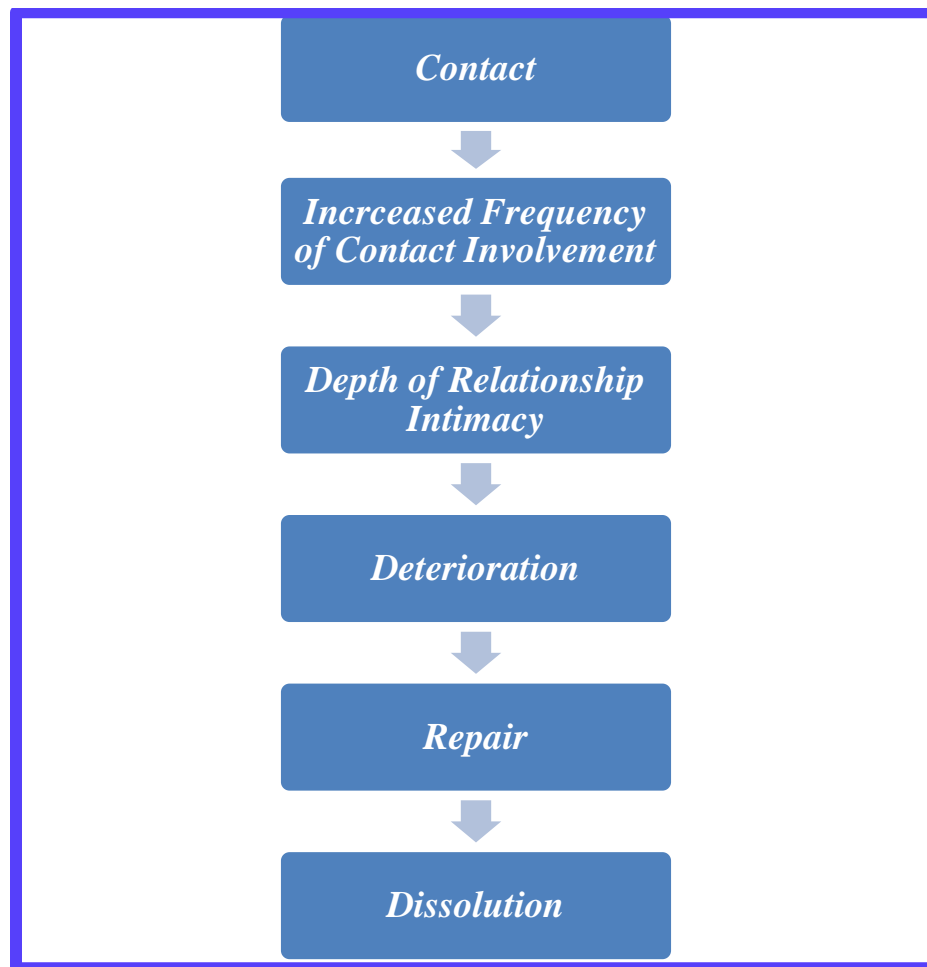 Contact
Incrceased Frequency
of Contact Involvement
Depth of Relationship
Intimacy
Deterioration
Repair
Dissolution